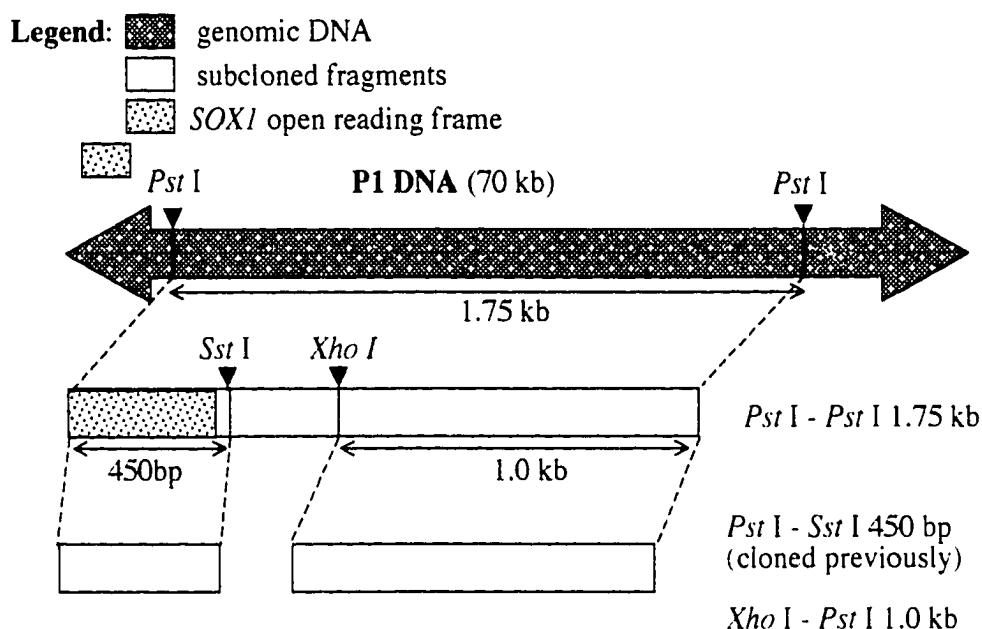 Legend: genomic DNA
subcloned fragments
SOX1 open reading frame
Pst I P1 DNA (70 kb) Pst I
1.75 kb
Sst I Xho I
Pst I - Pst I 1.75 kb
450bp 1.0 kb
Pst I - Sst I 450 bp
(cloned previously)
Xho I - Pst I 1.0 kb